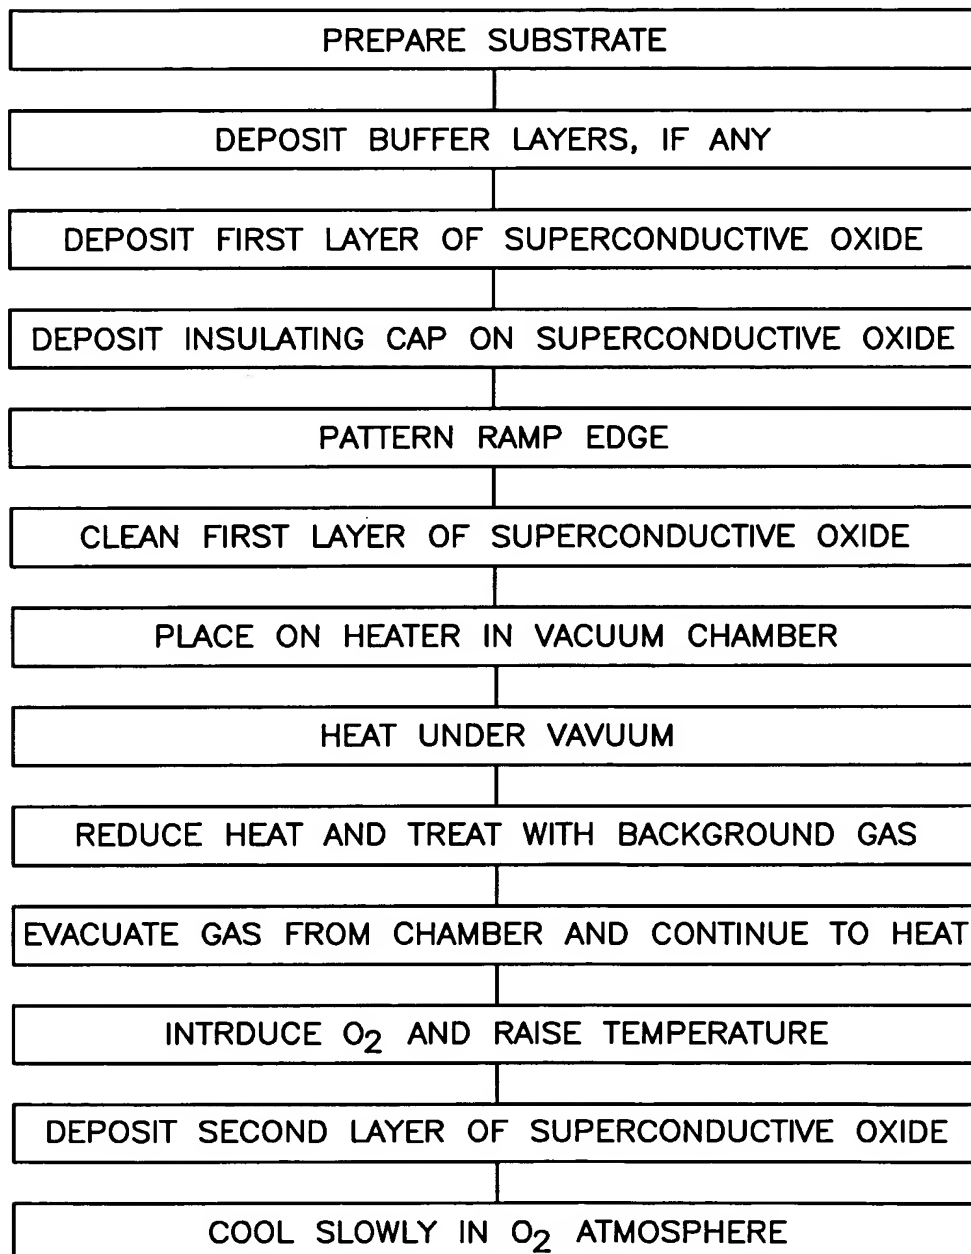 PREPARE SUBSTRATE
DEPOSIT BUFFER LAYERS, IF ANY
DEPOSIT FIRST LAYER OF SUPERCONDUCTIVE OXIDE
DEPOSIT INSULATING CAP ON SUPERCONDUCTIVE OXIDE
PATTERN RAMP EDGE
CLEAN FIRST LAYER OF SUPERCONDUCTIVE OXIDE
PLACE ON HEATER IN VACUUM CHAMBER
HEAT UNDER VAVUUM
REDUCE HEAT AND TREAT WITH BACKGROUND GAS
EVACUATE GAS FROM CHAMBER AND CONTINUE TO HEAT
INTRDUCE O2 AND RAISE TEMPERATURE
DEPOSIT SECOND LAYER OF SUPERCONDUCTIVE OXIDE
COOL SLOWLY IN O2 ATMOSPHERE